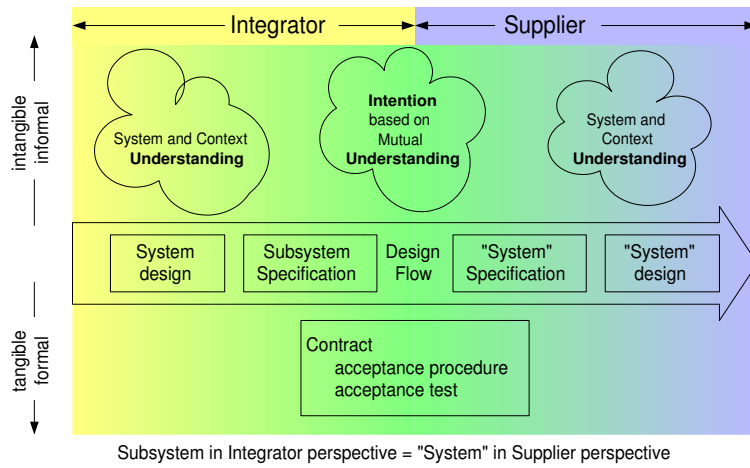 Integrator
Supplier
intangible
informal
System and Context
Understanding
Intention
based on
Mutual
Understanding
System and
Context
Understanding
System
design
Subsystem
Specification
Design
Flow
"System"
Specification
"System"
design
tangible
formal
Contract
acceptance procedure
acceptance test
Subsystem in Integrator perspective = "System" in Supplier perspective